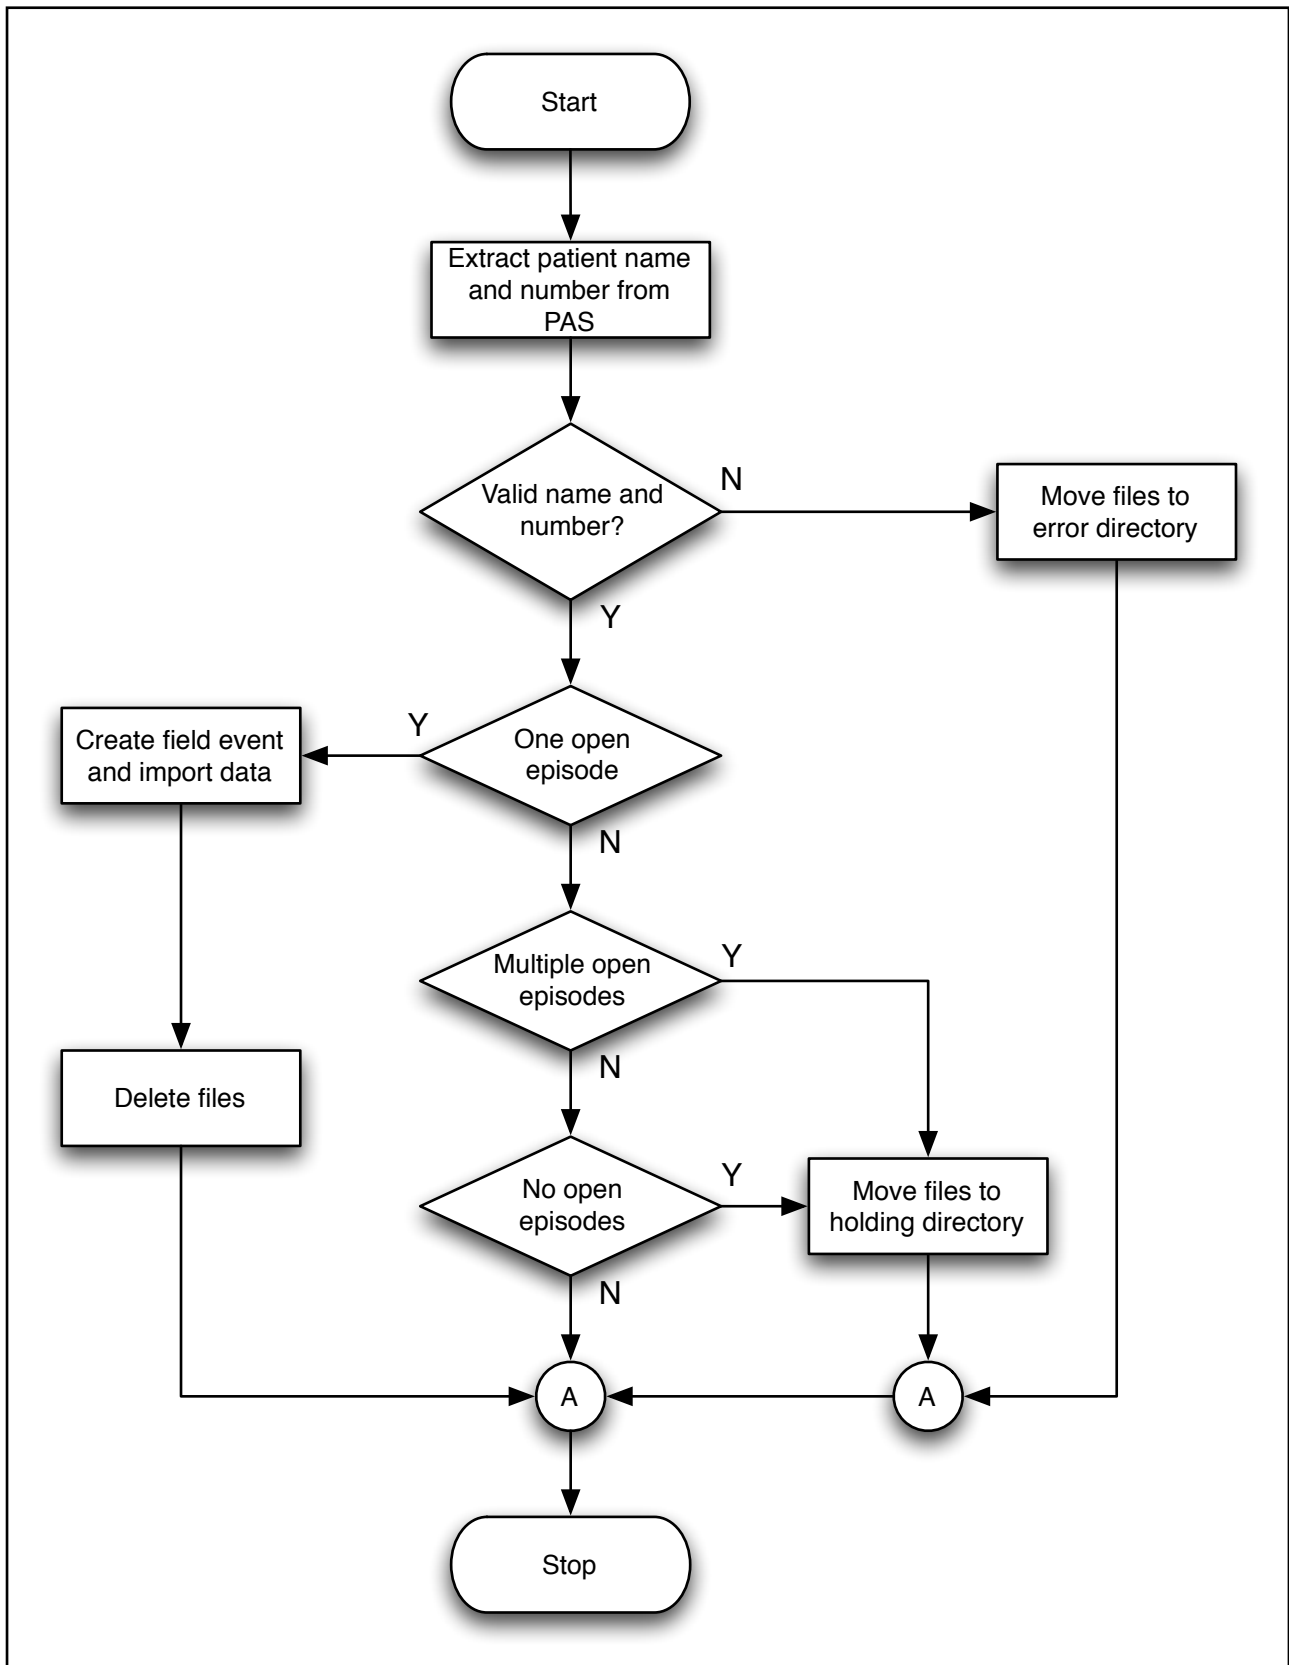 Start
Extract patient name
and number from
PAS
Valid name and
number?
N
Move files to
error directory
Y
One open
episode
Y
Create field event
and import data
N
Multiple open
episodes
Y
N
Delete files
No open
episodes
Y
Move files to
holding directory
N
A
A
Stop